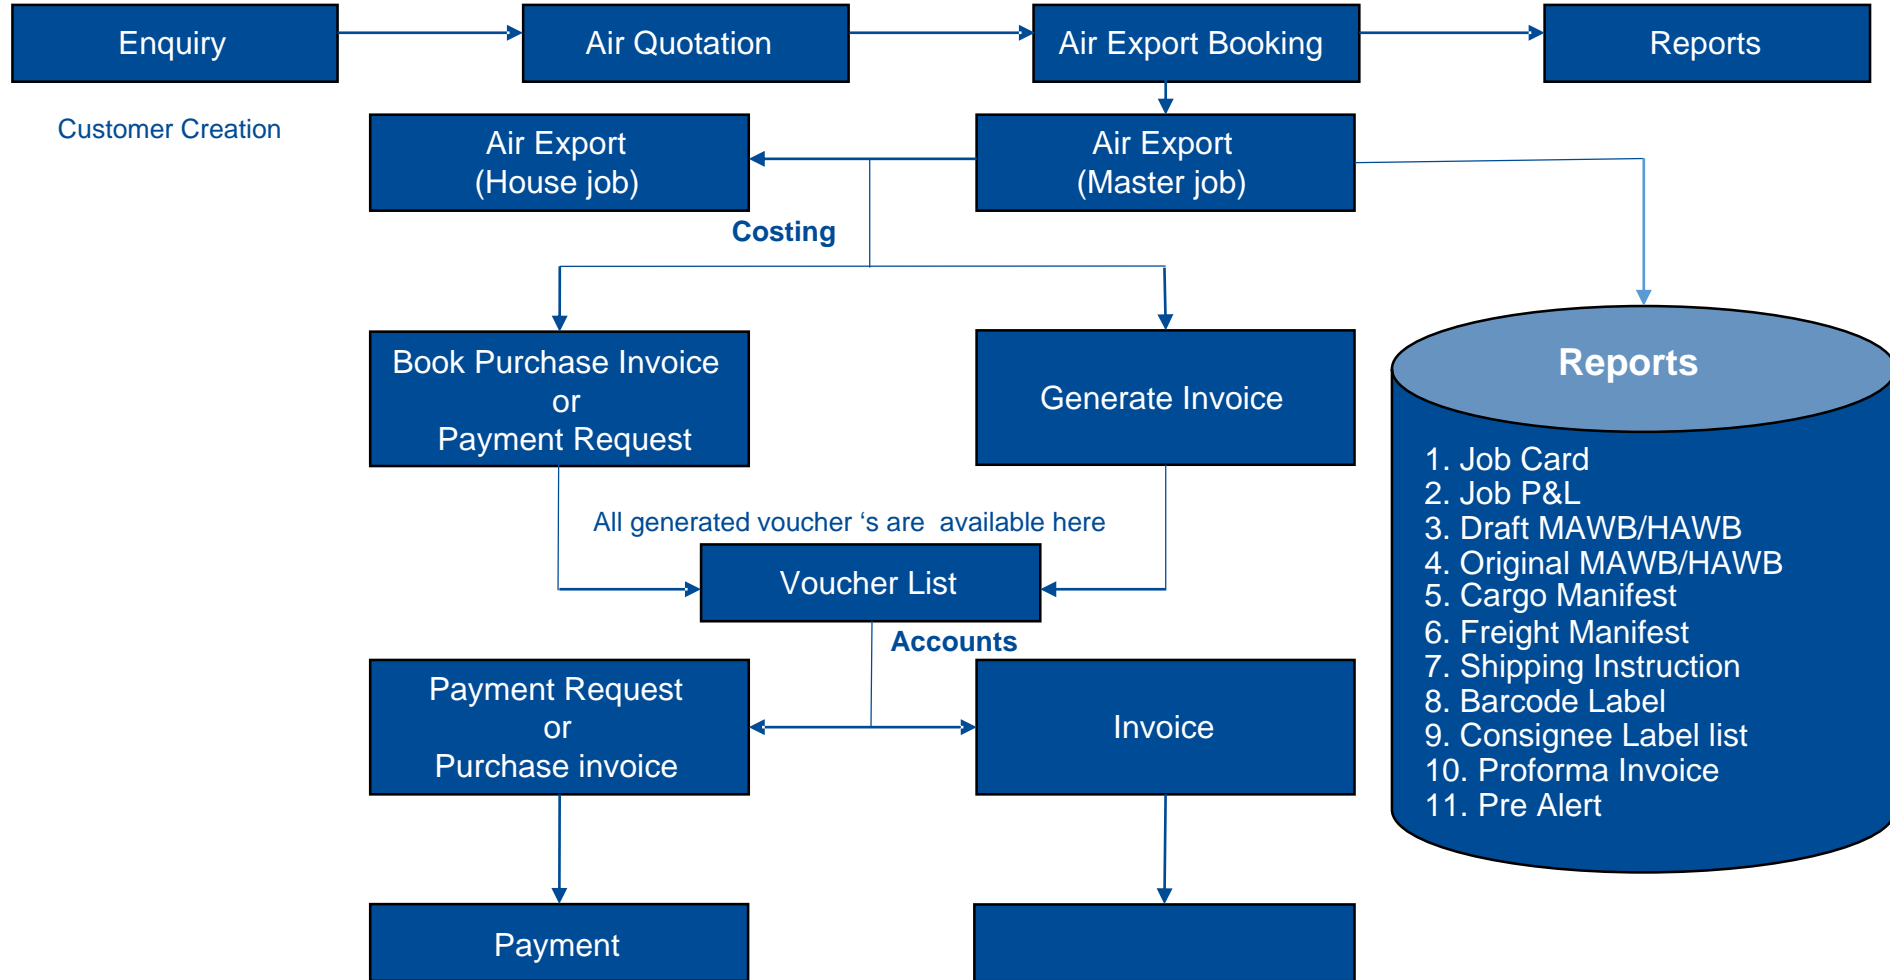 Enquiry
Air Quotation
Air Export Booking
Reports
Customer Creation
Air Export
(House job)
Air Export
(Master job)
Costing
Book Purchase Invoice
or
Payment Request
Generate Invoice
Reports
1. Job Card
2. Job P&L
3. Draft MAWB/HAWB
4. Original MAWB/HAWB
5. Cargo Manifest
6. Freight Manifest
7. Shipping Instruction
8. Barcode Label
9. Consignee Label list
10. Proforma Invoice
11. Pre Alert
All generated voucher ‘s are  available here
Voucher List
Accounts
Payment Request
or
Purchase invoice
Invoice
Payment